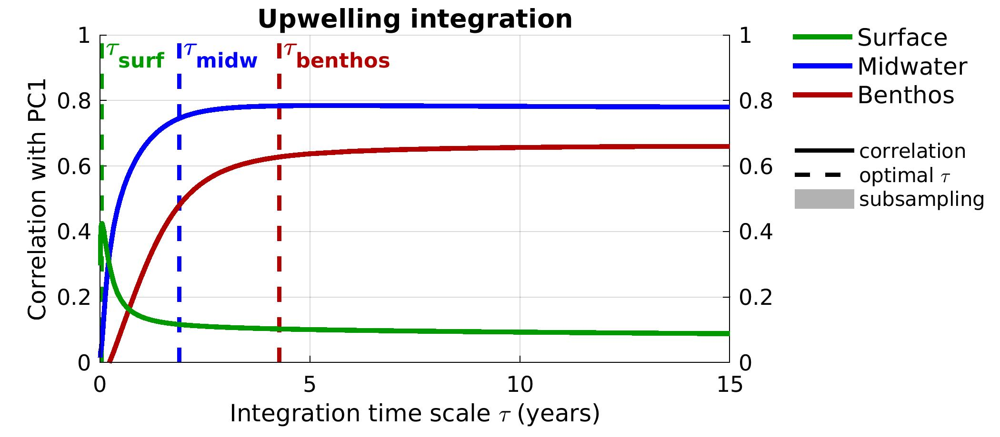 Upwelling integration
Correlation with PC1
1
0.8
0.6
0.4
0.2
0
τsurf
τmidw
τbenthos
1
0.8
0.6
0.4
0.2
0
0 5 10 15
Integration time scale τ (years)
Surface
Midwater
Benthos
correlation
optimal τ
subsampling